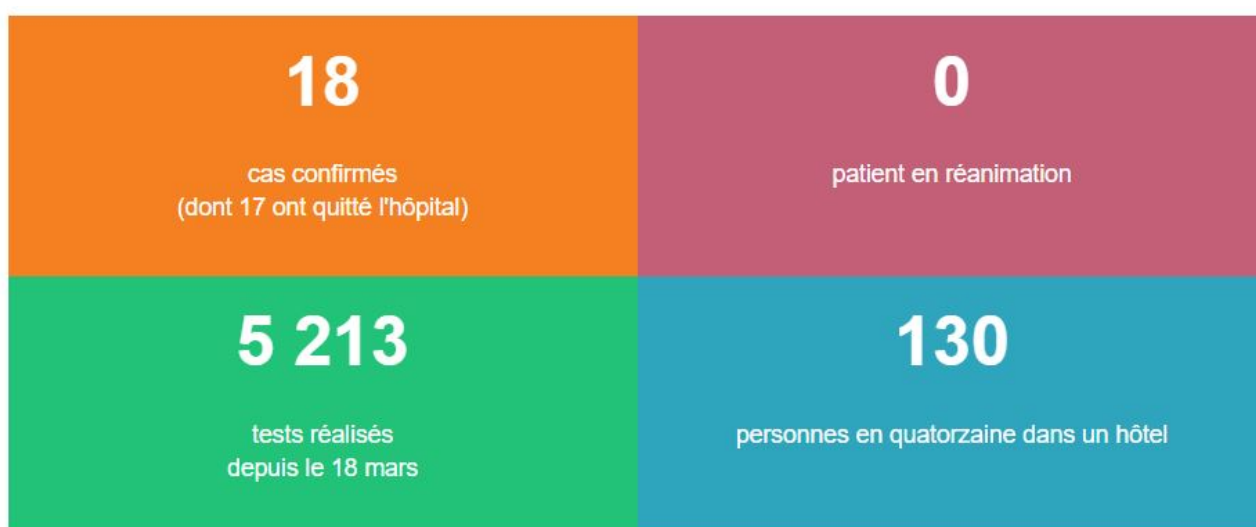 18
cas confirmés
(dont 17 ont quitté l'hôpital)
0
patient en réanimation
5 213
tests réalisés
depuis le 18 mars
130
personnes en quatorzaine dans un hôtel